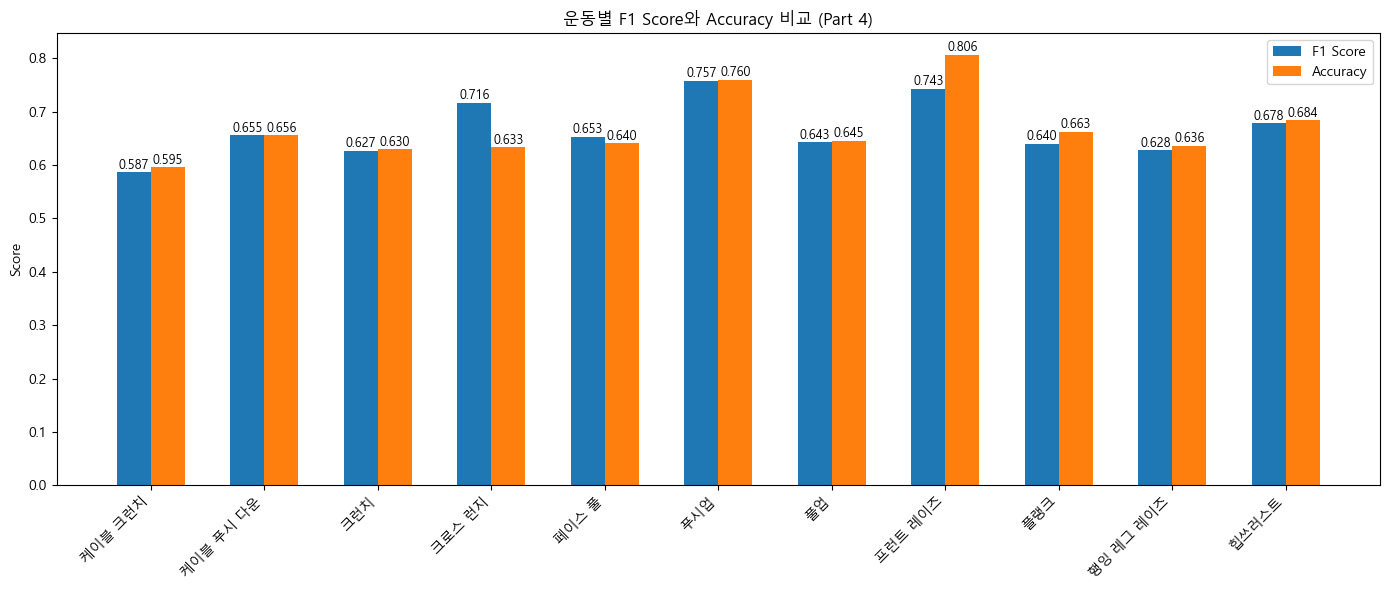 운동별 F1 Score와 Accuracy 비교 (Part 4)
F1 Score
Accuracy
Score
0.8
0.7
0.6
0.5
0.4
0.3
0.2
0.1
0.0
0.587 0.595
0.655 0.656
0.627 0.630
0.716 0.633
0.653 0.640
0.757 0.760
0.643 0.645
0.743 0.806
0.640 0.663
0.628 0.636
0.678 0.684
케이블 크런치
케이블 푸시 다운
크런치
크로스 런지
페이스 풀
푸시업
풀업
프런트 레이즈
플랭크
행잉 레그 레이즈
힙쓰러스트